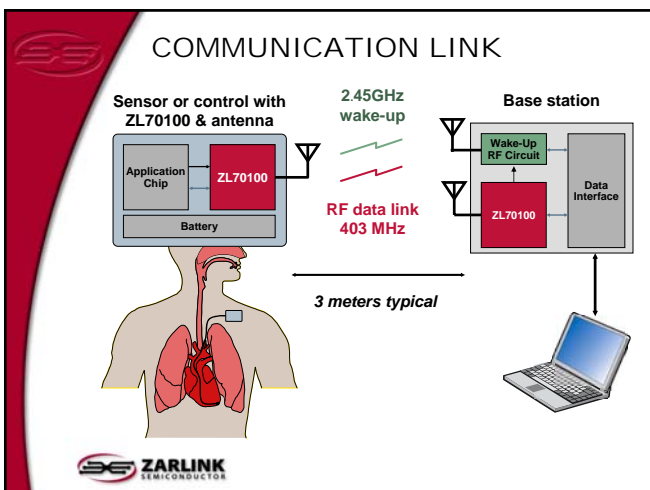 COMMUNICATION LINK
Sensor or control with
ZL70100 & antenna
2.45GHz
wake-up
Base station
Application
Chip
ZL70100
Battery
RF data link
403 MHz
Wake-Up
RF Circuit
ZL70100
Data
Interface
3 meters typical
ZARLINK
SEMICONDUCTOR